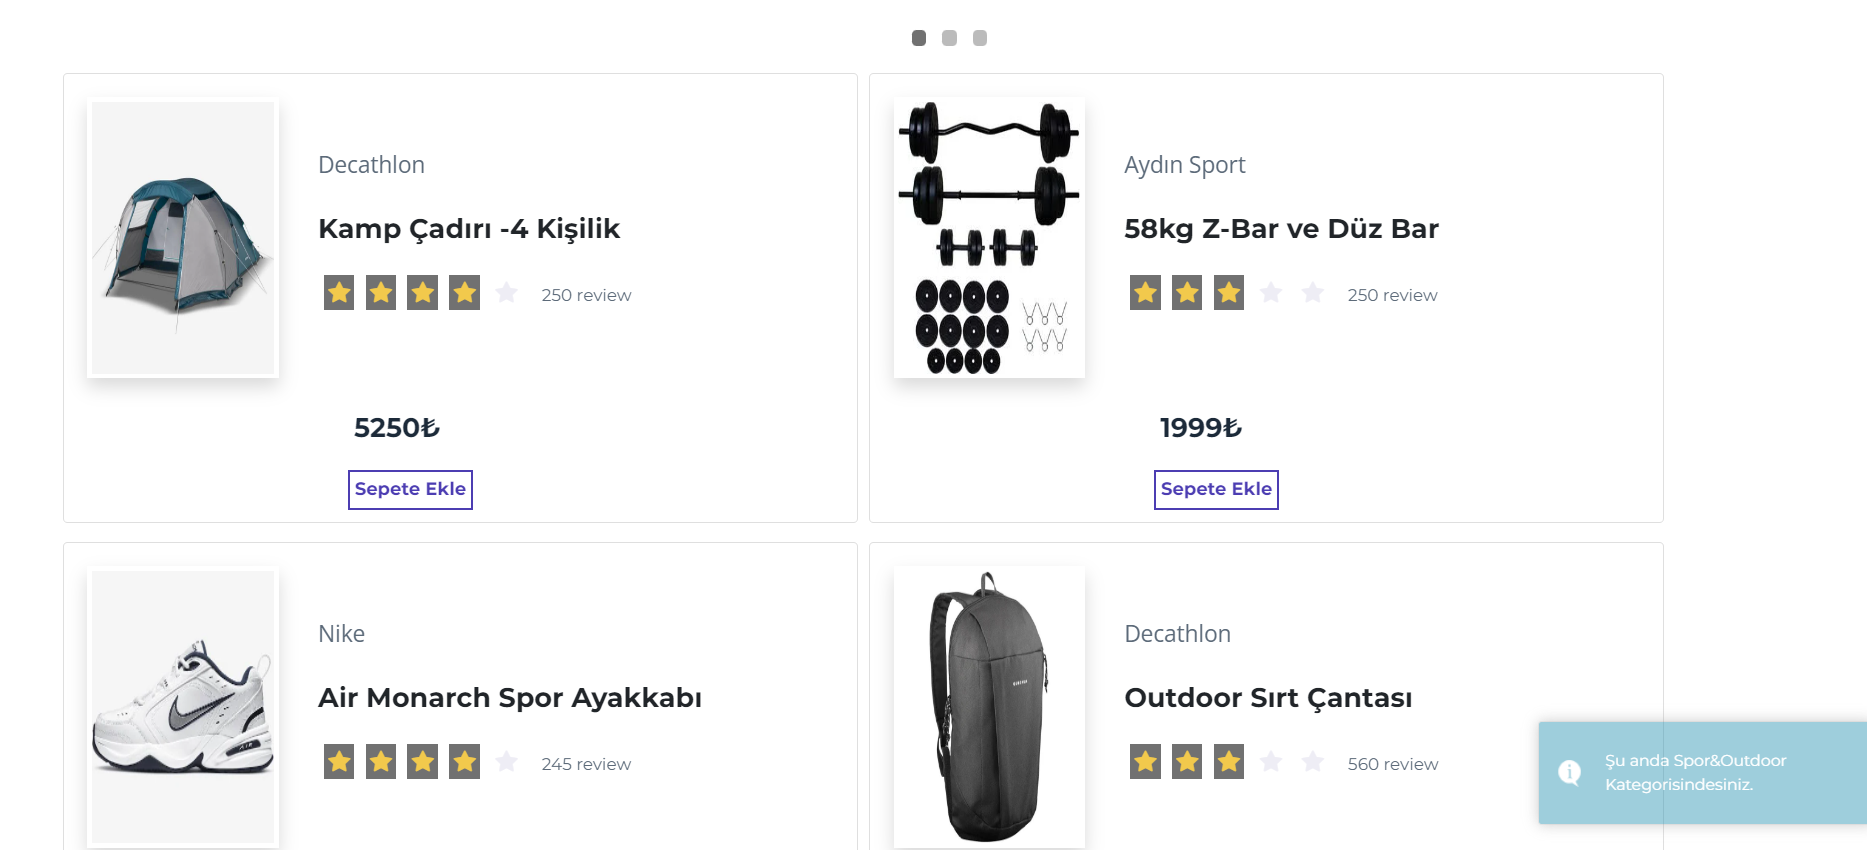 Decathlon
Kamp Çadırı -4 Kişilik
250 review
5250₺
Sepete Ekle
Aydın Sport
58kg Z-Bar ve Düz Bar
250 review
1999₺
Sepete Ekle
Nike
Air Monarch Spor Ayakkabı
245 review
AIR
Decathlon
Outdoor Sırt Çantası
560 review
Şu anda Spor&Outdoor
Kategorisindesiniz.